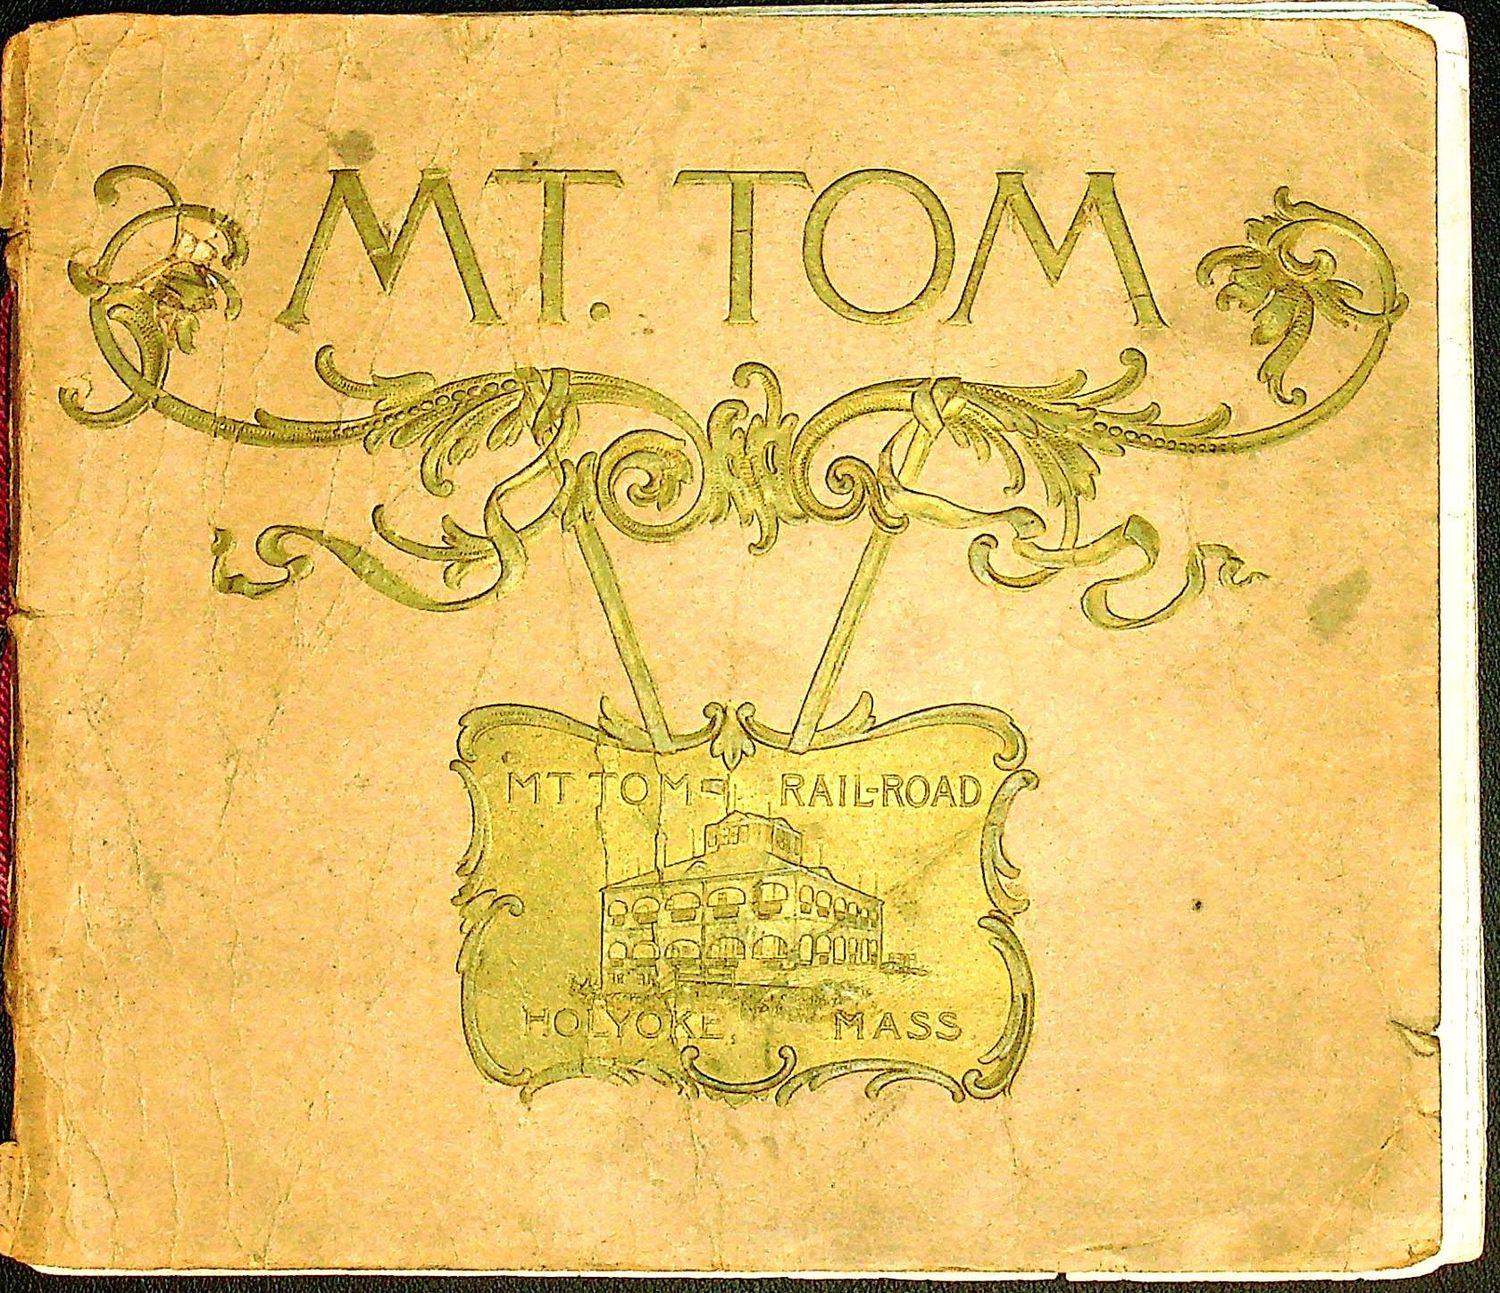 MT. TOM
MT TOM RAIL-ROAD
HOLYOKE, MASS